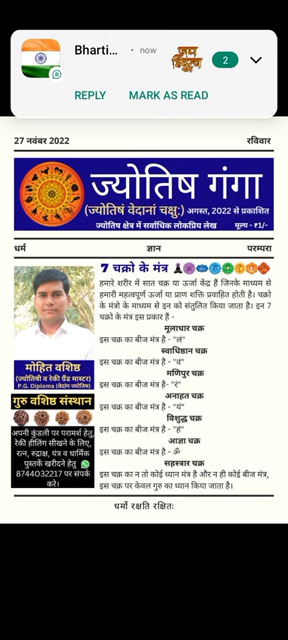 Bharti... • now
2
REPLY MARK AS READ
27 नवंबर 2022 रविवार
ज्योतिष गंगा
(ज्योतिषं वेदानां चक्षु:) अगस्त, 2022 से प्रकाशित
ज्योतिष क्षेत्र में सर्वाधिक लोकप्रिय लेख मूल्य - ₹1/-
धर्म ज्ञान परम्परा
7 चक्रो के मंत्र
हमारे शरीर में सात चक्र या ऊर्जा केंद्र हैं जिनके माध्यम से
हमारी महत्वपूर्ण ऊर्जा या प्राण शक्ति प्रवाहित होती है। चक्रो
के मंत्रो के माध्यम से इन को संतुलित किया जाता है। इन 7
चक्रो के मंत्र इस प्रकार हैं -
मूलाधार चक्र
इस चक्र का बीज मंत्र है - "लं"
स्वाधिष्ठान चक्र
इस चक्र का बीज मंत्र है - "वं"
मणिपुर चक्र
इस चक्र का बीज मंत्र है - "रं"
अनाहत चक्र
इस चक्र का बीज मंत्र है - "यं"
विशुद्ध चक्र
इस चक्र का बीज मंत्र है - "हं"
आज्ञा चक्र
इस चक्र का बीज मंत्र है - ॐ
सहस्त्रार चक्र
इस चक्र का न तो कोई ध्यान मंत्र है और न ही कोई बीज मंत्र,
इस चक्र पर केवल गुरु का ध्यान किया जाता है।
मोहित वशिष्ठ
(ज्योतिषी व रेकी ग्रैंड मास्टर)
P.G. Diploma (वेदांग ज्योतिष)
गुरु वशिष्ठ संस्थान
अपनी कुंडली पर परामर्श हेतु,
रेकी हीलिंग सीखने के लिए,
रत्न, रुद्राक्ष, यंत्र व धार्मिक
पुस्तकें खरीदने हेतु
8744032217 पर संपर्क
करे।
धर्मो रक्षति रक्षितः